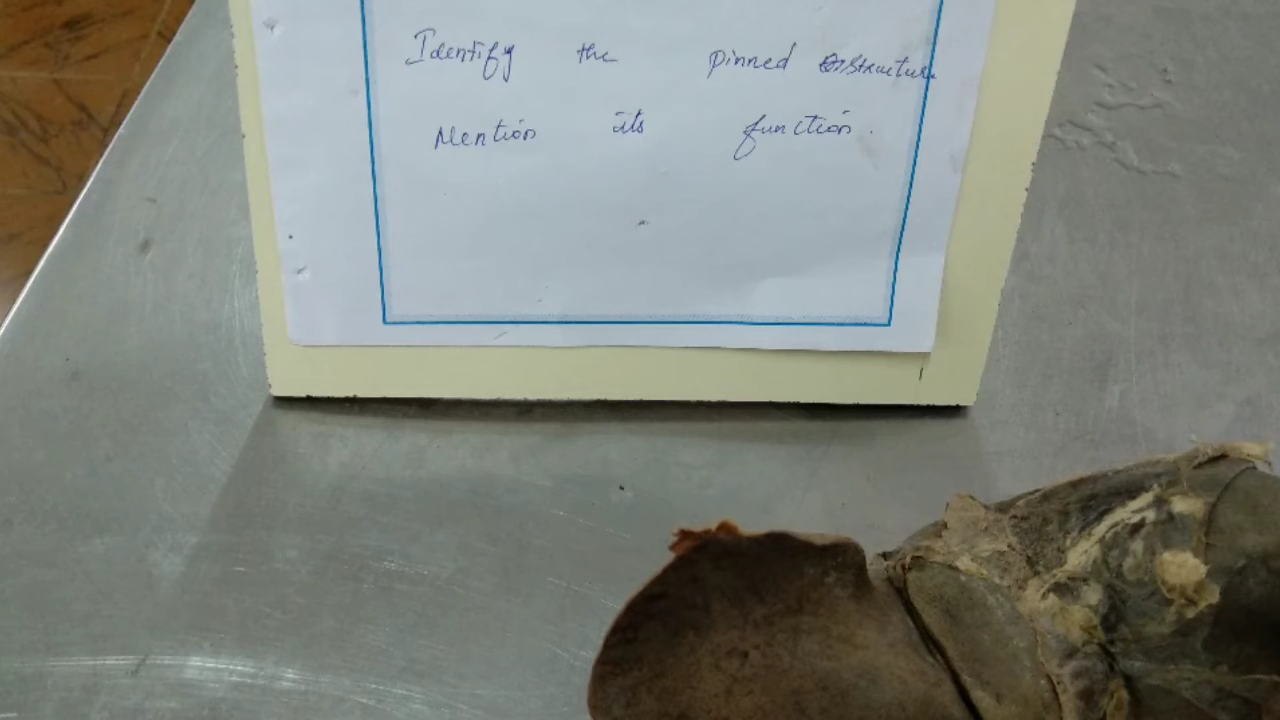 Identify the pinned structure
Mention its function.